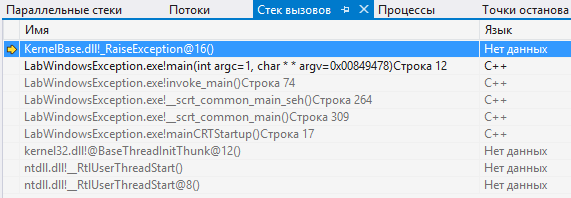 Параллельные стеки Потоки Стек вызовов Процессы Точки останова
Имя Язык
KernelBase.dll!_RaiseException@16() Нет данных
LabWindowsException.exe!main(int argc=1, char * * argv=0x00849478)Строка 12 C++
LabWindowsException.exe!invoke_main()Строка 74 C++
LabWindowsException.exe!__scrt_common_main_seh()Строка 264 C++
LabWindowsException.exe!__scrt_common_main()Строка 309 C++
LabWindowsException.exe!mainCRTStartup()Строка 17 C++
kernel32.dll!@BaseThreadInitThunk@12() Нет данных
ntdll.dll!__RtlUserThreadStart() Нет данных
ntdll.dll!__RtlUserThreadStart@8() Нет данных